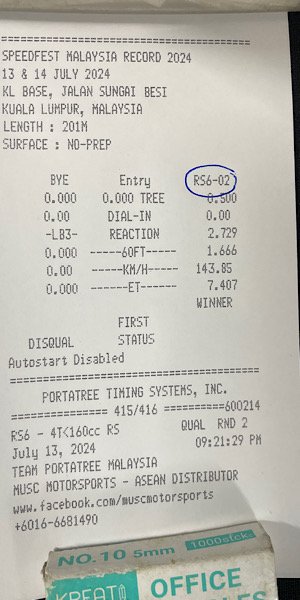 SPEEDFEST MALAYSIA RECORD 2024
13 & 14 JULY 2024
KL BASE, JALAN SUNGAI BESI
KUALA LUMPUR, MALAYSIA
LENGTH : 201M
SURFACE : NO-PREP
BYE Entry RS6-02
0.000 0.000 TREE 0.500
0.00 DIAL-IN 0.00
-LB3- REACTION 2.729
0.000 ------60FT----- 1.666
0.00 ------KM/H----- 143.85
0.000 -------ET------ 7.407
WINNER
FIRST
DISQUAL STATUS
Autostart Disabled
PORTATREE TIMING SYSTEMS, INC.
=============== 415/416 ==========600214
RS6 - 4T<160cc RS QUAL RND 2
July 13, 2024 09:21:29 PM
TEAM PORTATREE MALAYSIA
MUSC MOTORSPORTS - ASEAN DISTRIBUTOR
www.facebook.com/muscmotorsports
+6016-6681490
NO.10 5mm 1000stcks
OFFICE